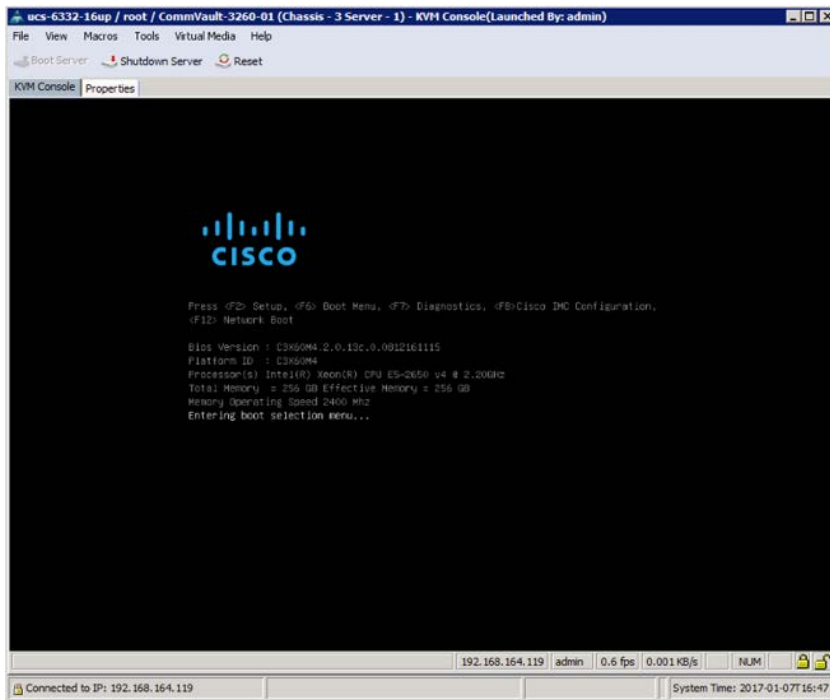 ucs-6332-16up / root / CommVault-3260-01 (Chassis - 3 Server - 1) - KVM Console(Launched By: admin)
File View Macros Tools Virtual Media Help
Boot Server Shutdown Server Reset
KVM Console Properties
CISCO
Press <F2> Setup, <F6> Boot Menu, <F7> Diagnostics, <F8>Cisco IMC Configuration,
<F12> Network Boot
Bios Version : C3X60M4.2.0.13c.0.0812161115
Platform ID : C3X60M4
Processor(s) Intel(R) Xeon(R) CPU E5-2650 v4 @ 2.20GHz
Total Memory = 256 GB Effective Memory = 256 GB
Memory Operating Speed 2400 Mhz
Entering boot selection menu...
192.168.164.119 admin 0.6 fps 0.001 KB/s NUM
Connected to IP: 192.168.164.119 System Time: 2017-01-07T16:47